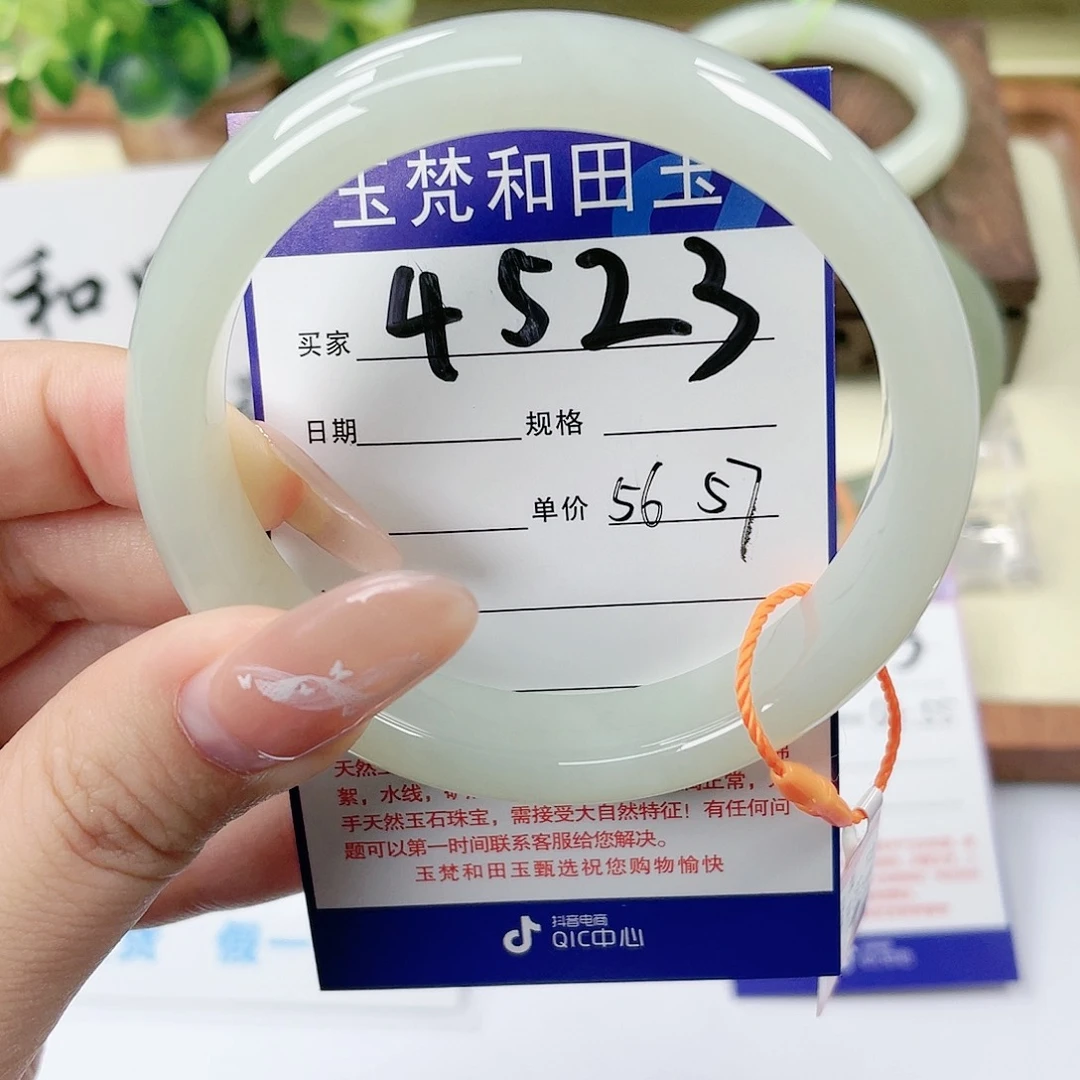 玉梵和田玉
买家 4523
日期 规格
单价 56 57
天然
絮，水线，
正常，
手天然玉石珠宝，需接受大自然特征！有任何问
题可以第一时间联系客服给您解决。
玉梵和田玉甄选祝您购物愉快
抖音电商
QIC中心
和